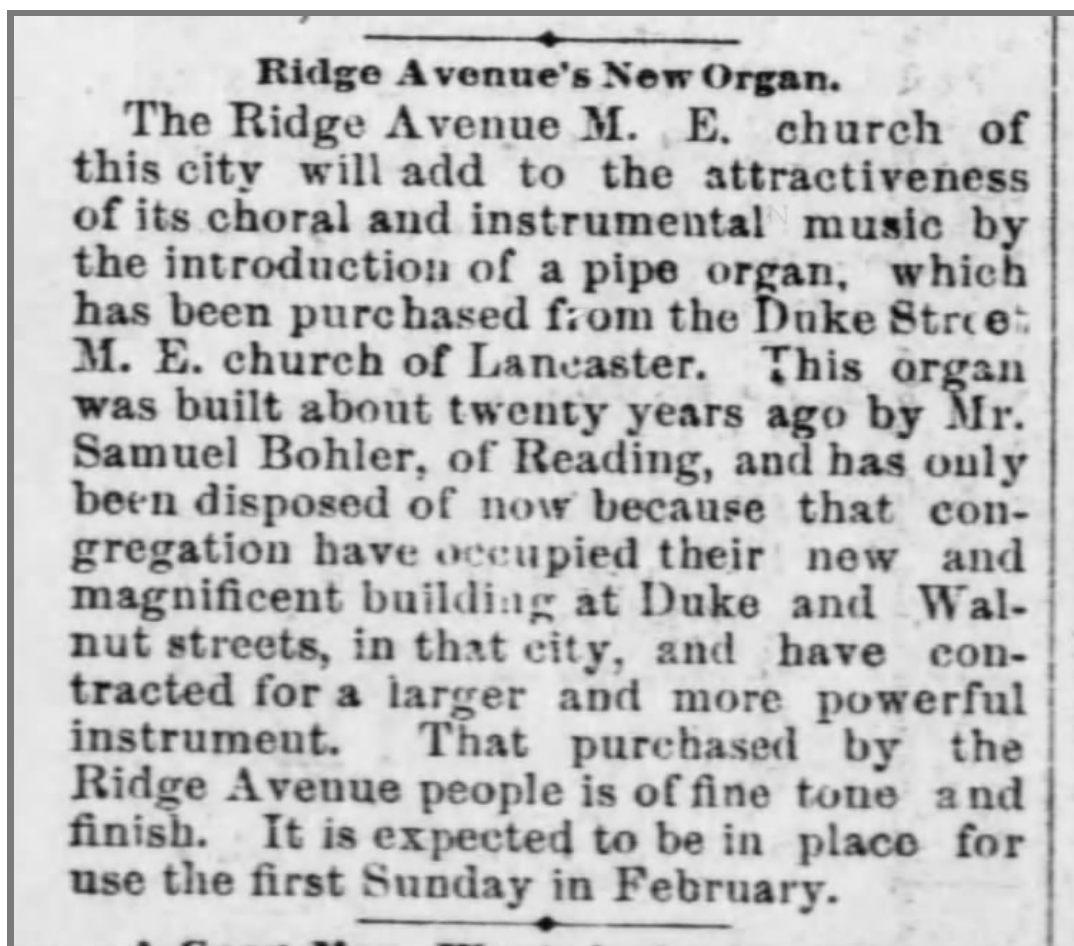 Ridge Avenue's New Organ.
The Ridge Avenue M. E. church of
this city will add to the attractiveness
of its choral and instrumental music by
the introduction of a pipe organ, which
has been purchased from the Duke Street
M. E. church of Lancaster. This organ
was built about twenty years ago by Mr.
Samuel Bohler, of Reading, and has only
been disposed of now because that con-
gregation have occupied their new and
magnificent building at Duke and Wal-
nut streets, in that city, and have con-
tracted for a larger and more powerful
instrument. That purchased by the
Ridge Avenue people is of fine tone and
finish. It is expected to be in place for
use the first Sunday in February.